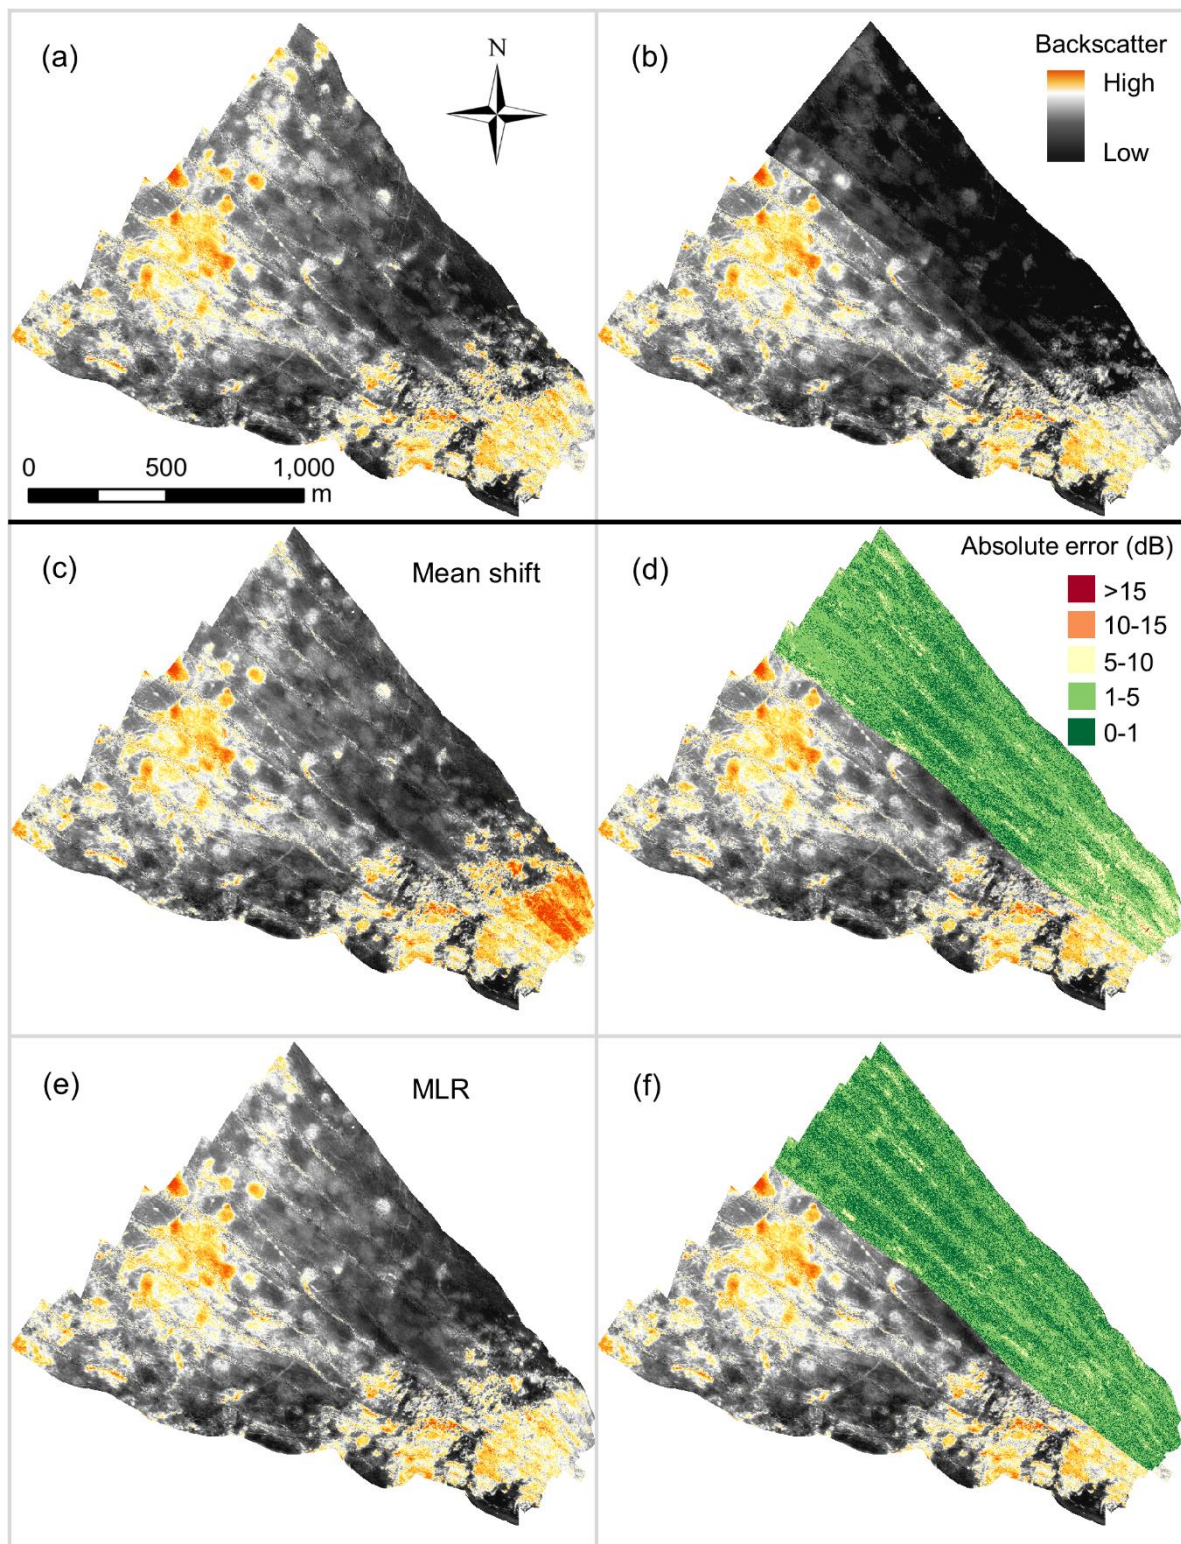 (a)
N
(b)
Backscatter
High
Low
0 500 1,000
m
(c)
Mean shift
(d)
Absolute error (dB)
>15
10-15
5-10
1-5
0-1
(e)
MLR
(f)